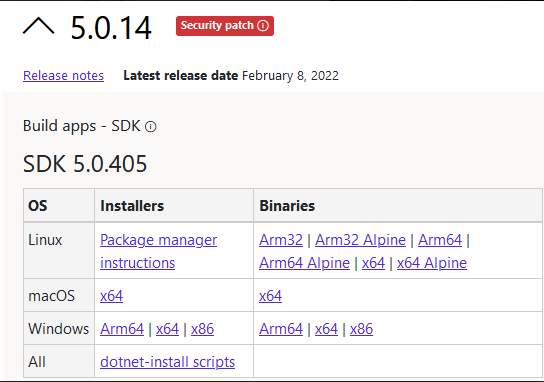 5.0.14 Security patch
Release notes Latest release date February 8, 2022
Build apps - SDK
SDK 5.0.405
OS Installers Binaries
Linux Package manager instructions Arm32 | Arm32 Alpine | Arm64 |
Arm64 Alpine | x64 | x64 Alpine
macOS x64 x64
Windows Arm64 | x64 | x86 Arm64 | x64 | x86
All dotnet-install scripts